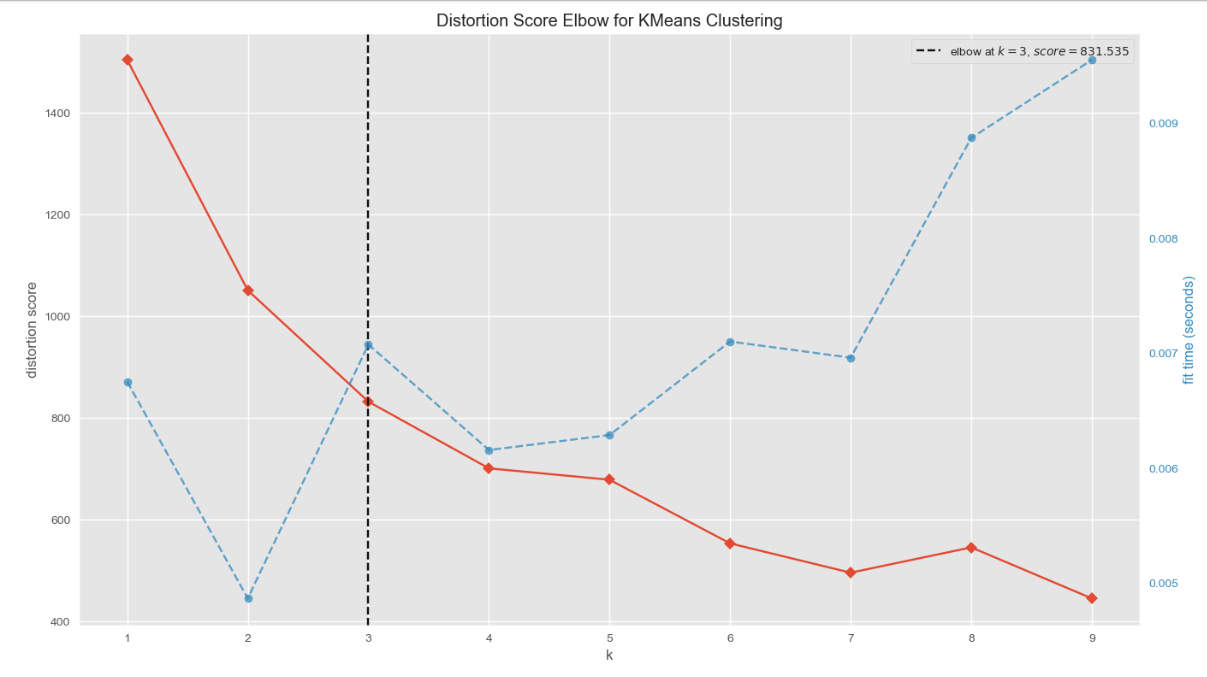 Distortion Score Elbow for KMeans Clustering
elbow at k = 3, score = 831.535
distortion score
1400
1200
1000
800
600
400
0.009
0.008
0.007
0.006
0.005
fit time (seconds)
1 2 3 4 5 6 7 8 9
k